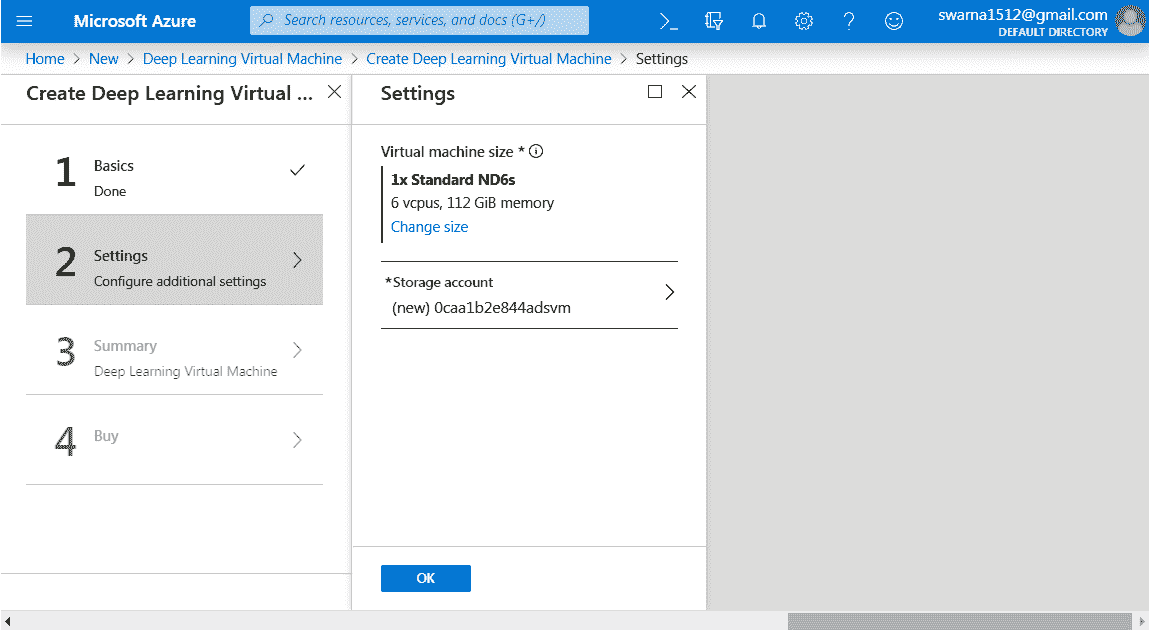 Microsoft Azure
Search resources, services, and docs (G+/)
swarna1512@gmail.com
DEFAULT DIRECTORY
Home > New > Deep Learning Virtual Machine > Create Deep Learning Virtual Machine > Settings
Create Deep Learning Virtual ...
1
Basics
Done
2
Settings
Configure additional settings
3
Summary
Deep Learning Virtual Machine
4
Buy
Settings
Virtual machine size *
1x Standard ND6s
6 vcpus, 112 GiB memory
Change size
*Storage account
(new) 0caa1b2e844adsvm
OK